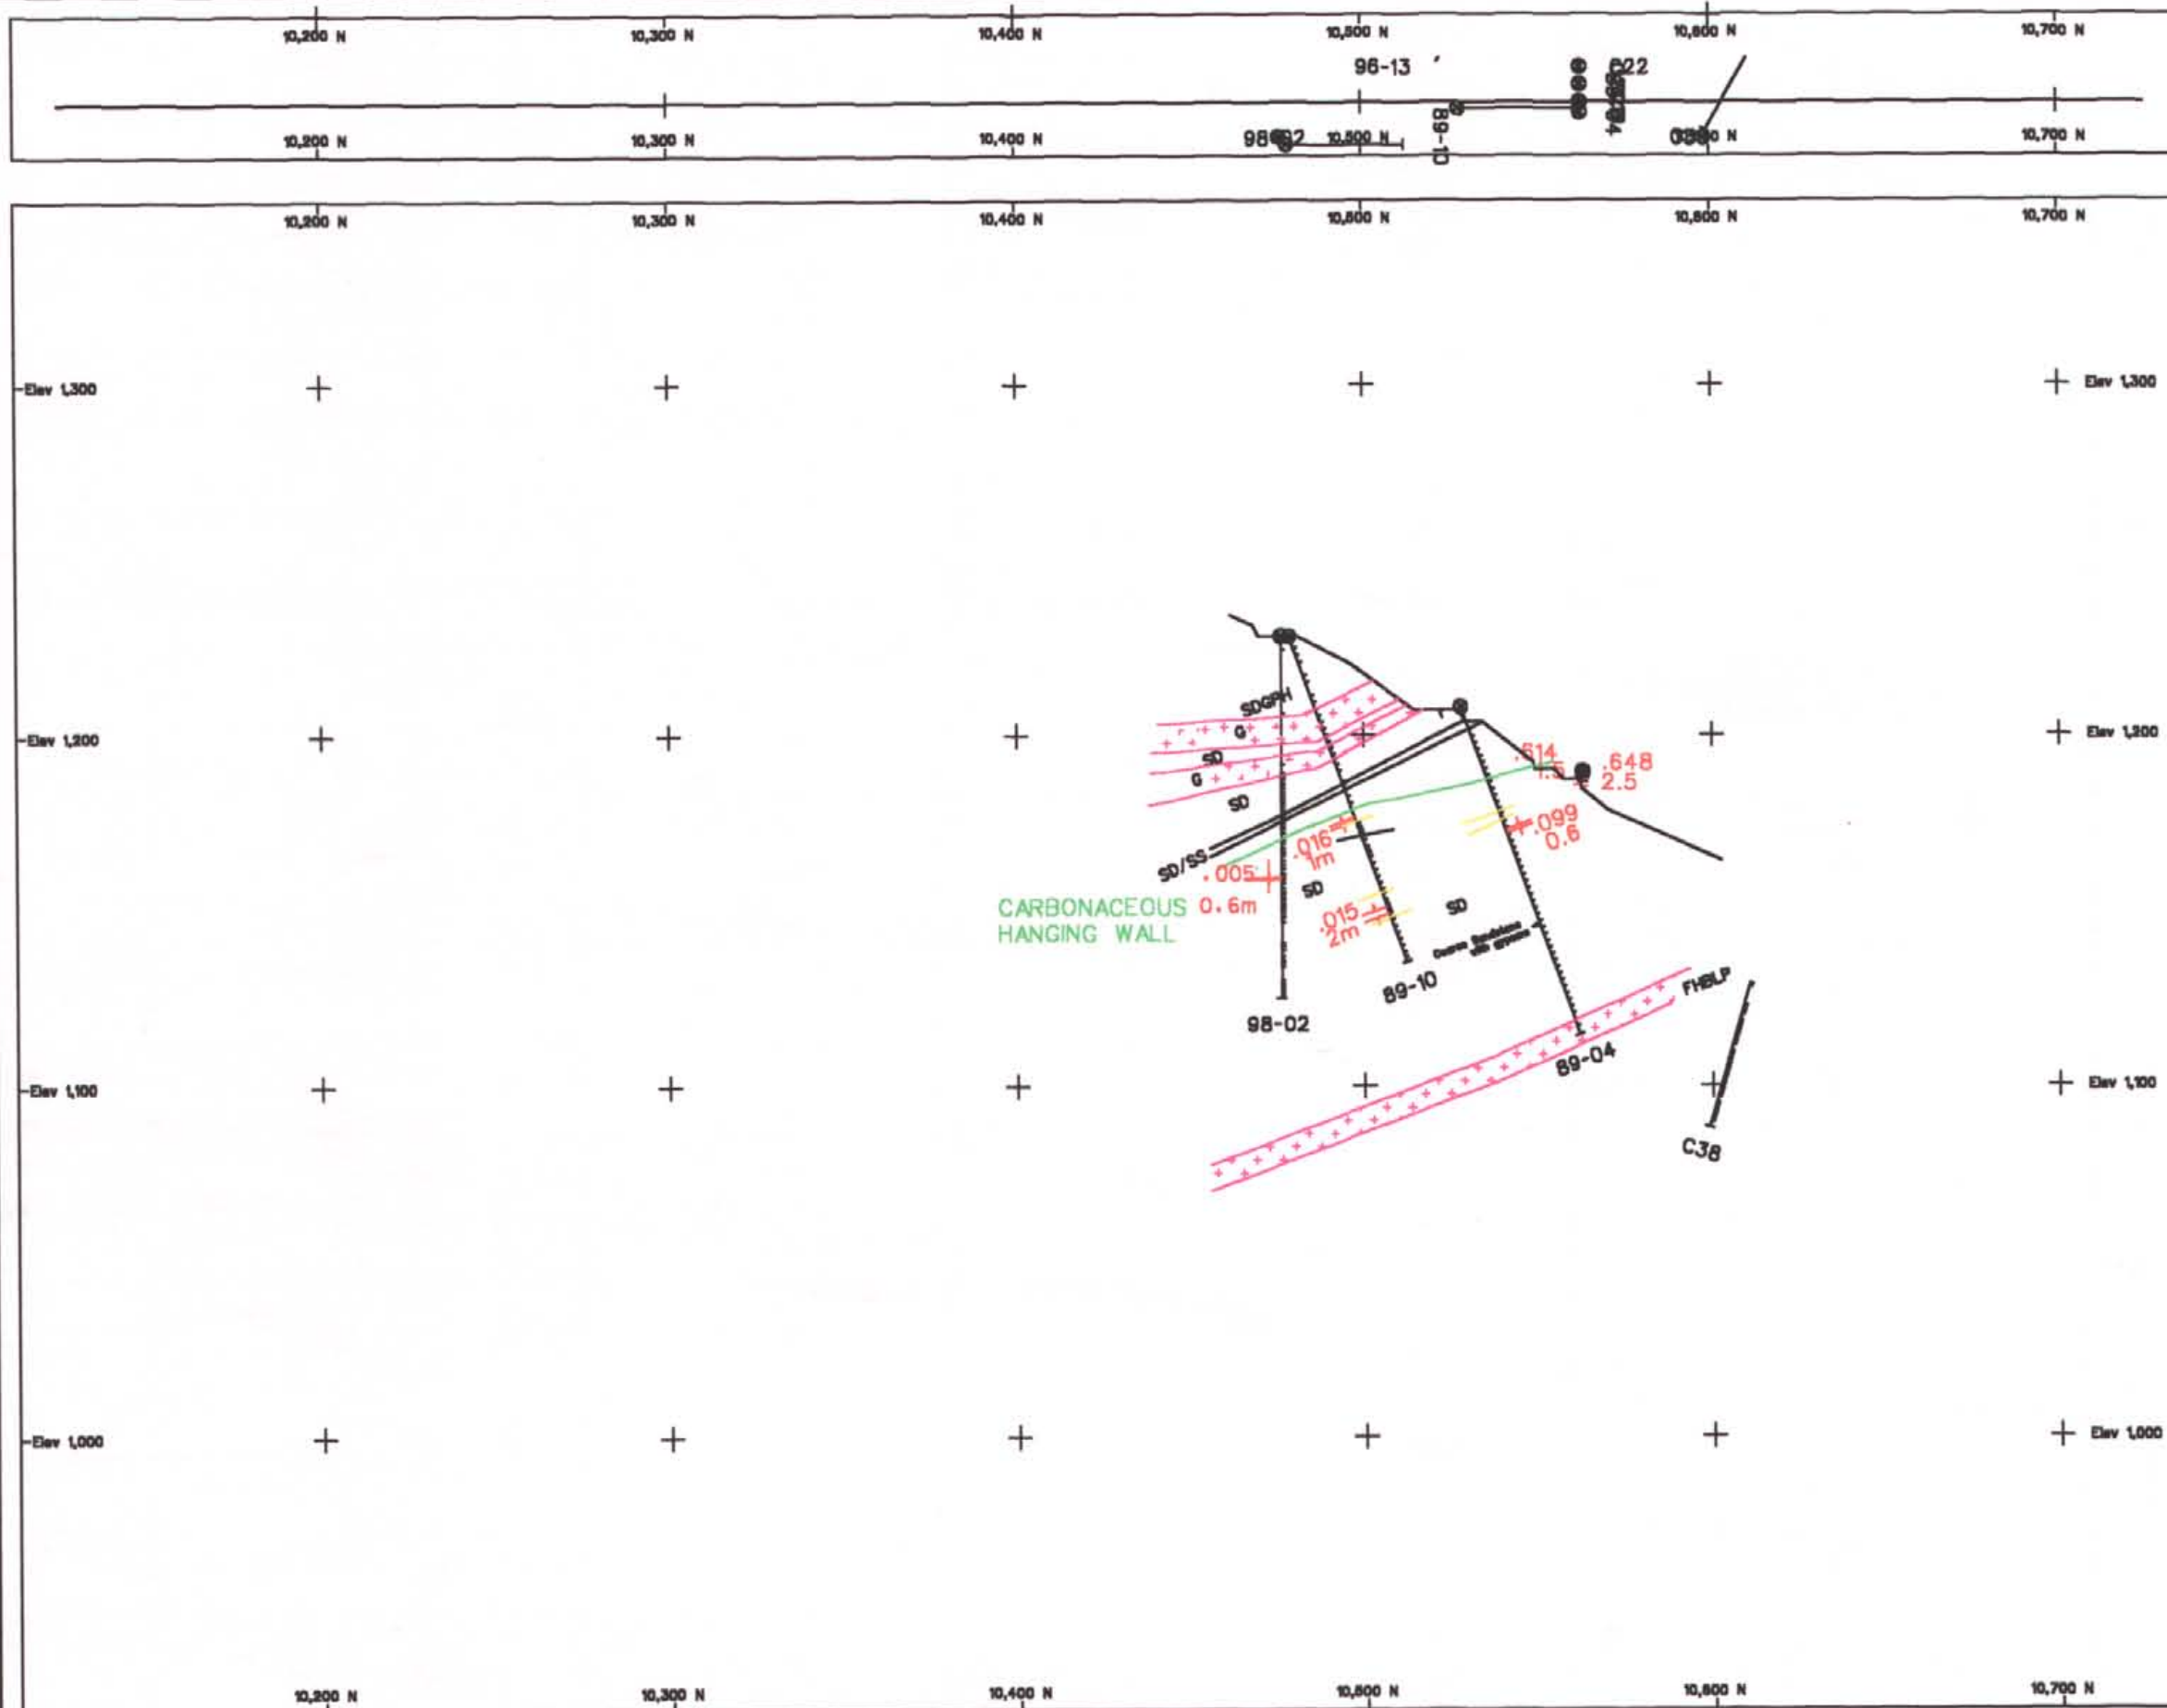 10,200 N 10,300 N 10,400 N 10,500 N 10,600 N 10,700 N
96-13 C22
89-10
98-02
10,200 N 10,300 N 10,400 N 10,500 N 10,700 N
10,200 N 10,300 N 10,400 N 10,500 N 10,600 N 10,700 N
Elev 1,300 Elev 1,300
SDGPH
G
Elev 1,200 Elev 1,200
SD
G
SD
.614
1.5
.648
2.5
.099
0.6
.016
1m
SD/SS
.005
0.6m
SD
SD
CARBONACEOUS
HANGING WALL
.015
2m
Coarse Sandstone
89-10
FHBLP
98-02
89-04
Elev 1,100 Elev 1,100
C38
Elev 1,000 Elev 1,000
10,200 N 10,300 N 10,400 N 10,500 N 10,600 N 10,700 N